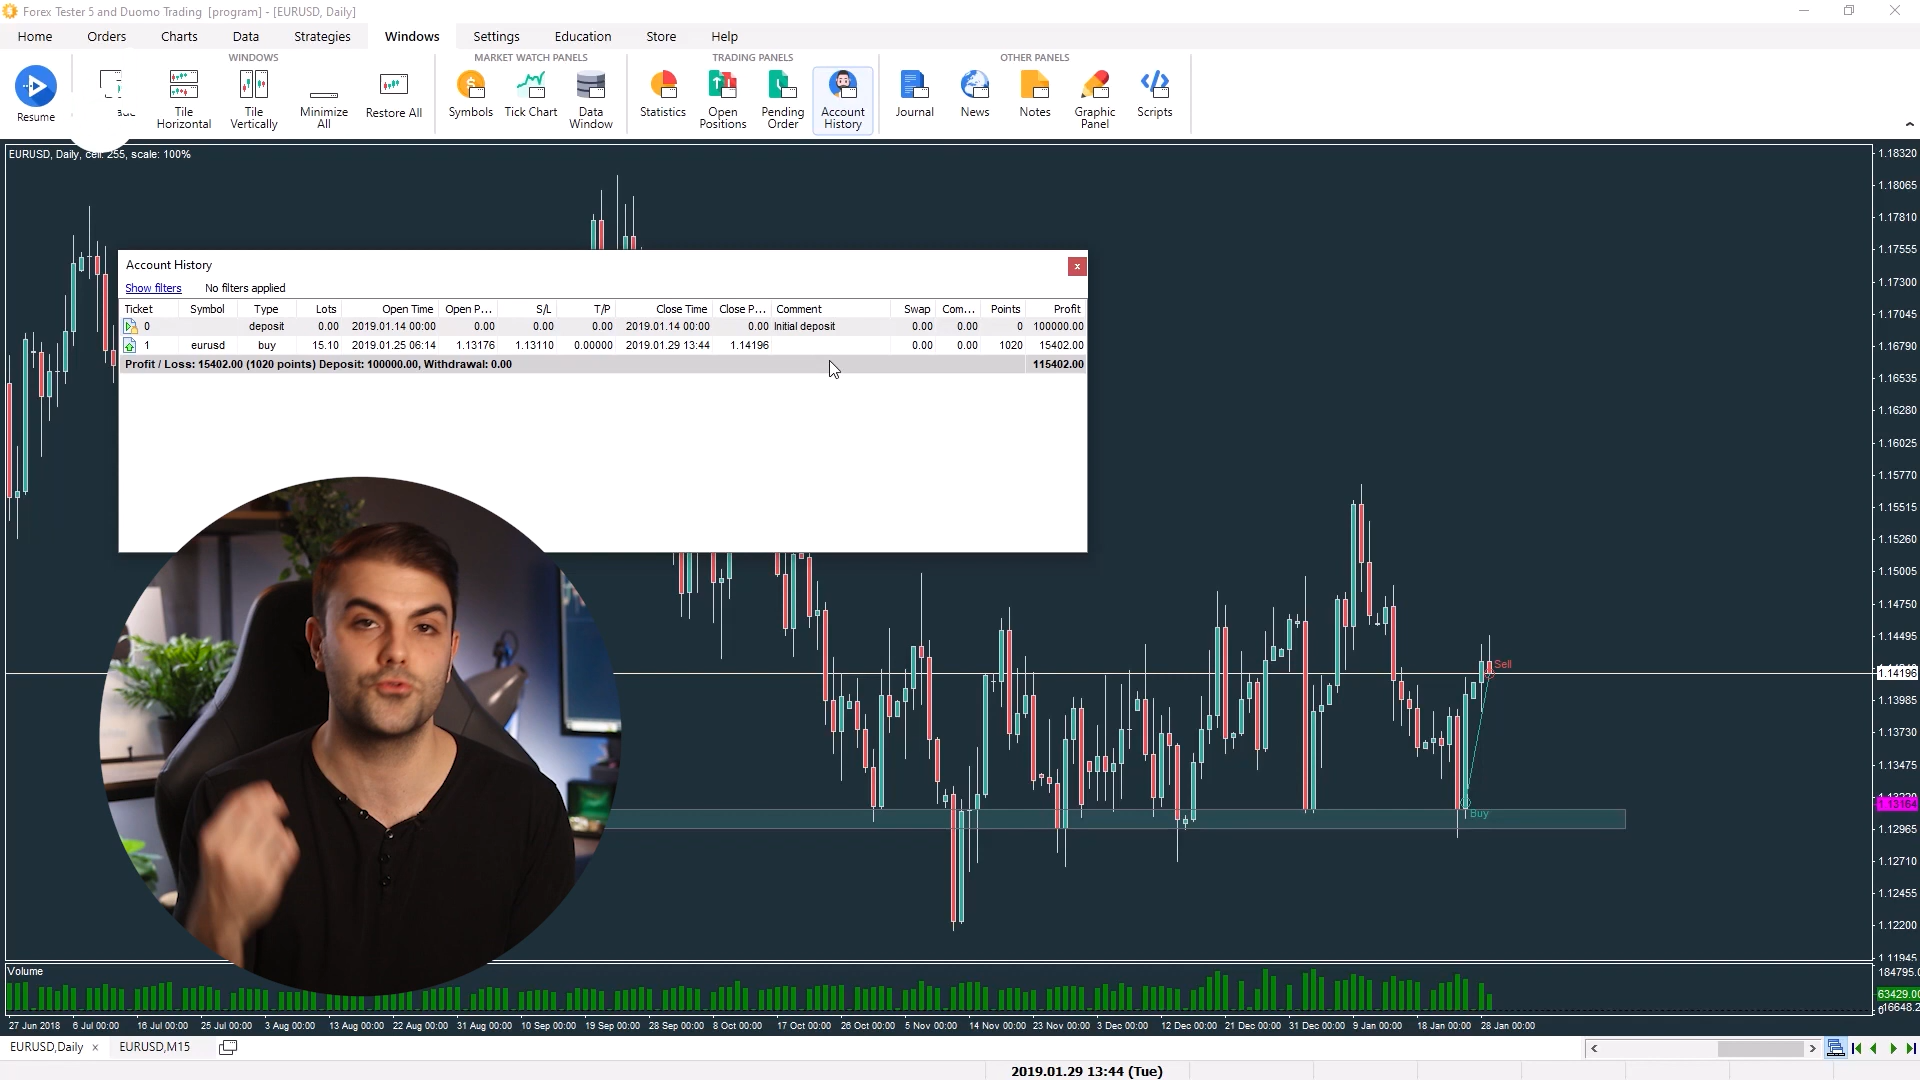 Forex Tester 5 and Duomo Trading [program] - [EURUSD, Daily]
Home Orders Charts Data Strategies Windows Settings Education Store Help
WINDOWS MARKET WATCH PANELS TRADING PANELS OTHER PANELS
Resume Tile Horizontal Tile Vertically Minimize All Restore All Symbols Tick Chart Data Window Statistics Open Positions Pending Order Account History Journal News Notes Graphic Panel Scripts
EURUSD, Daily, cell: 255, scale: 100%
Account History
Show filters No filters applied
Ticket Symbol Type Lots Open Time Open P... S/L T/P Close Time Close P... Comment Swap Com... Points Profit
0 deposit 0.00 2019.01.14 00:00 0.00 0.00 0.00 2019.01.14 00:00 0.00 Initial deposit 0.00 0.00 0 100000.00
1 eurusd buy 15.10 2019.01.25 06:14 1.13176 1.13110 0.00000 2019.01.29 13:44 1.14196 0.00 0.00 1020 15402.00
Profit / Loss: 15402.00 (1020 points) Deposit: 100000.00, Withdrawal: 0.00 115402.00
1.18320
1.18065
1.17810
1.17555
1.17300
1.17045
1.16790
1.16535
1.16280
1.16025
1.15770
1.15515
1.15260
1.15005
1.14750
1.14495
Sell
1.14196
1.13985
1.13730
1.13475
1.13164
Buy
1.12965
1.12710
1.12455
1.12200
1.11945
Volume
184795.0
63429.00
27 Jun 2018 6 Jul 00:00 16 Jul 00:00 25 Jul 00:00 3 Aug 00:00 13 Aug 00:00 22 Aug 00:00 31 Aug 00:00 10 Sep 00:00 19 Sep 00:00 28 Sep 00:00 8 Oct 00:00 17 Oct 00:00 26 Oct 00:00 5 Nov 00:00 14 Nov 00:00 23 Nov 00:00 3 Dec 00:00 12 Dec 00:00 21 Dec 00:00 31 Dec 00:00 9 Jan 00:00 18 Jan 00:00 28 Jan 00:00
EURUSD,Daily EURUSD,M15
2019.01.29 13:44 (Tue)